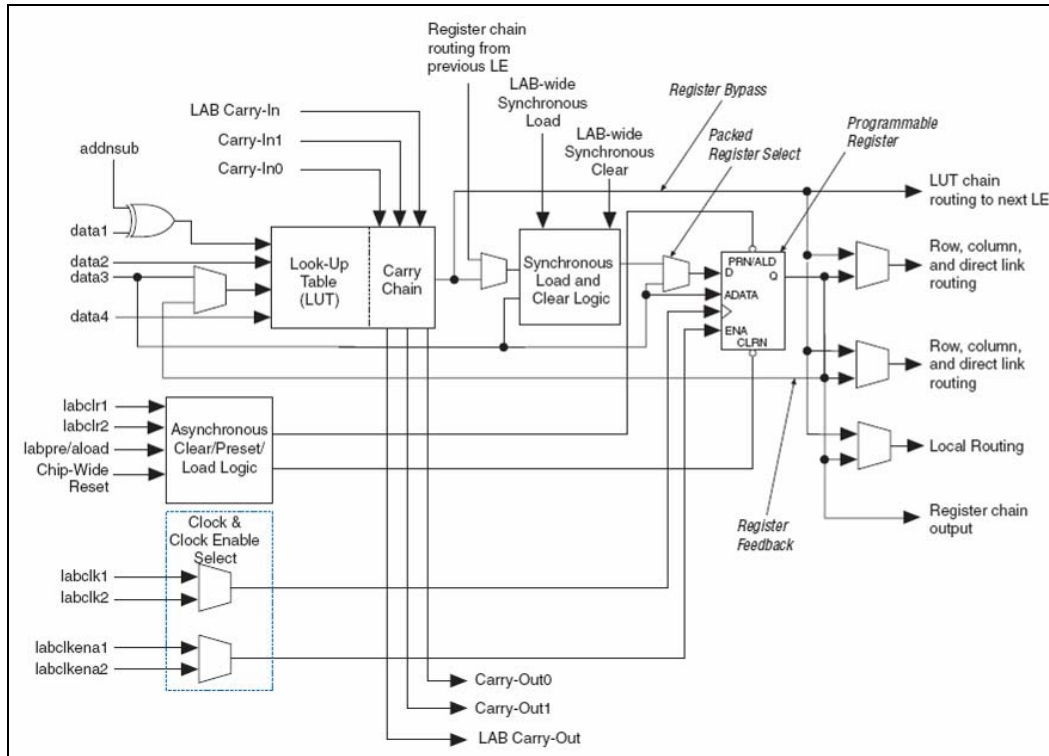 Register chain
routing from
previous LE
LAB-wide
Synchronous
Load
LAB-wide
Synchronous
Clear
Register Bypass
Packed
Register Select
Programmable
Register
LAB Carry-In
Carry-In1
Carry-In0
addnsub
data1
data2
data3
data4
Look-Up
Table
(LUT)
Carry
Chain
Synchronous
Load and
Clear Logic
PRN/ALD
D
Q
ADATA
ENA
CLRN
LUT chain
routing to next LE
Row, column,
and direct link
routing
Row, column,
and direct link
routing
Local Routing
Register chain
output
Register
Feedback
labclr1
labclr2
labpre/aload
Chip-Wide
Reset
Asynchronous
Clear/Preset/
Load Logic
Clock &
Clock Enable
Select
labclk1
labclk2
labclkena1
labclkena2
Carry-Out0
Carry-Out1
LAB Carry-Out